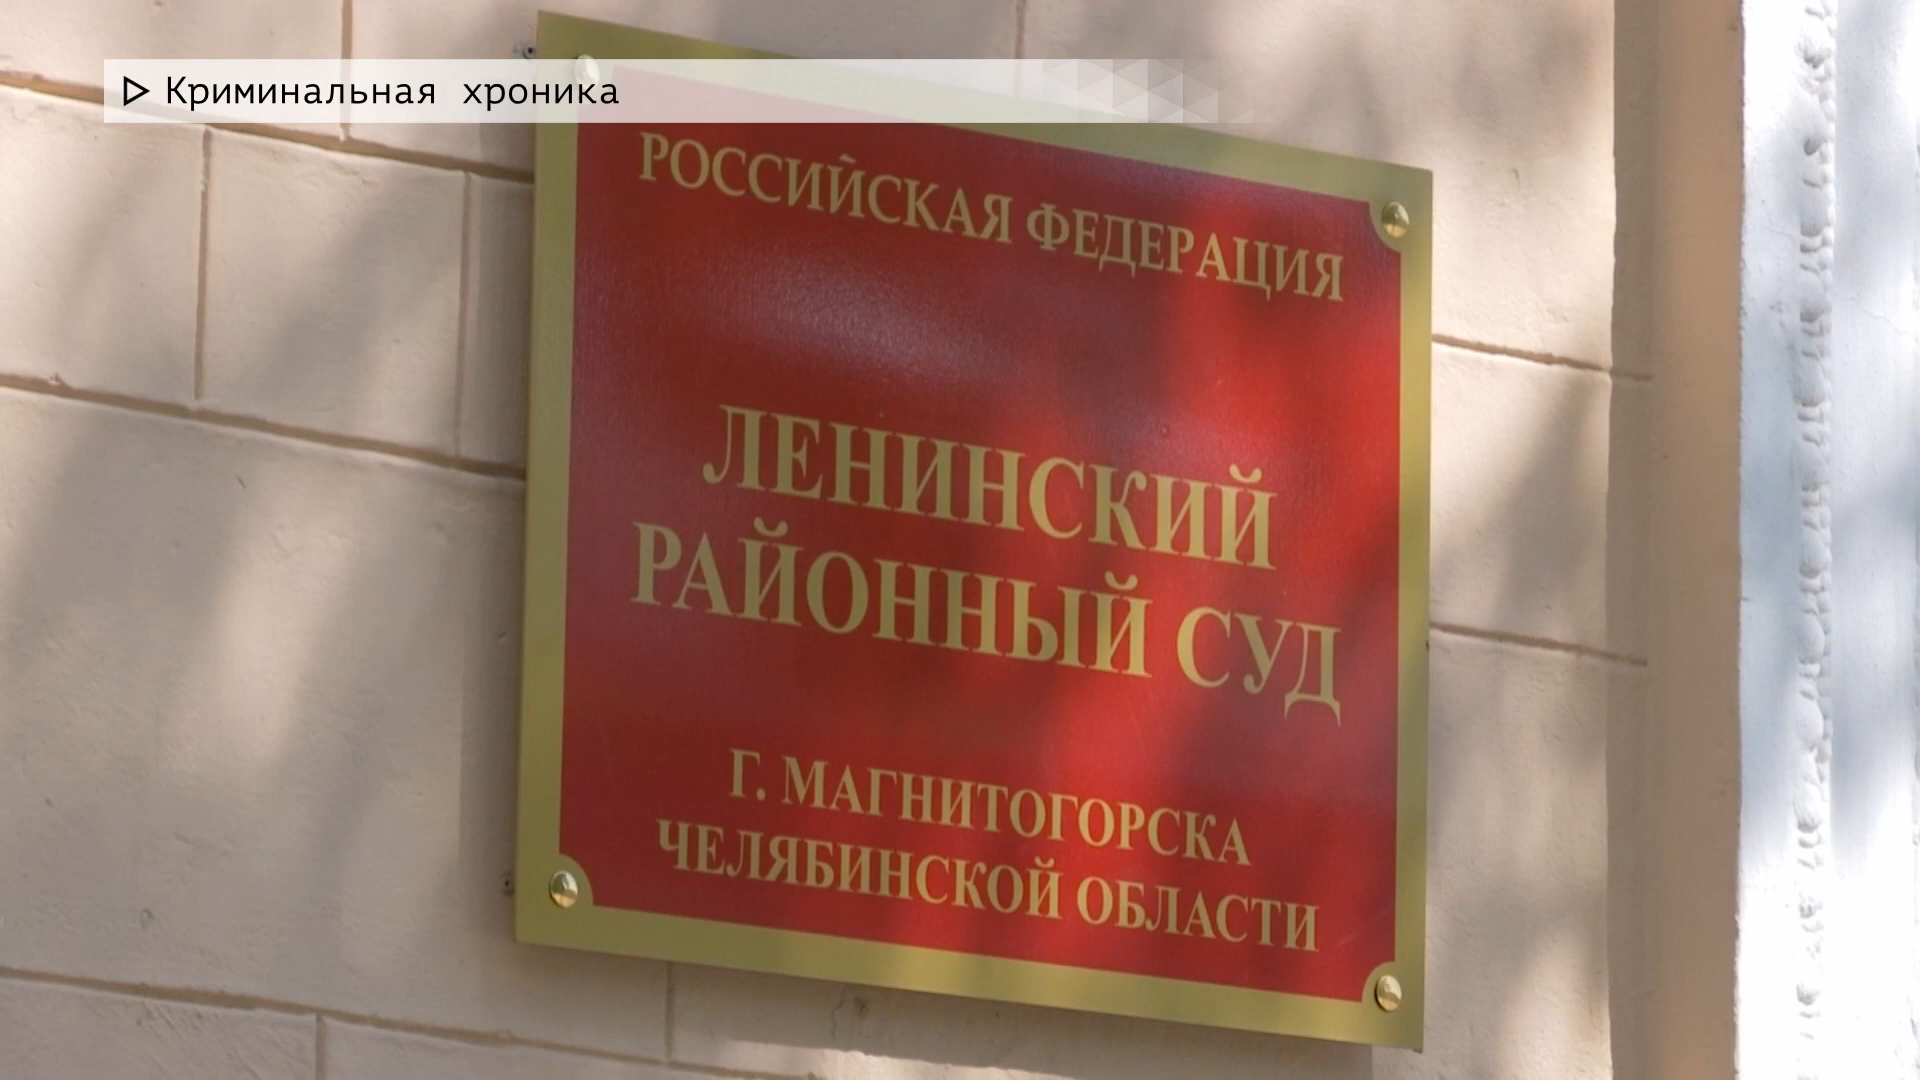 Криминальная хроника
РОССИЙСКАЯ ФЕДЕРАЦИЯ
ЛЕНИНСКИЙ
РАЙОННЫЙ СУД
Г. МАГНИТОГОРСКА
ЧЕЛЯБИНСКОЙ ОБЛАСТИ